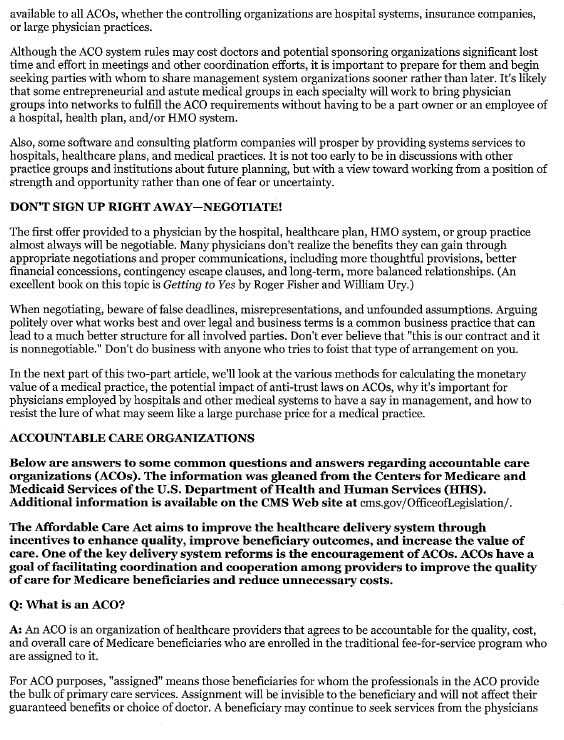 available to all ACOs, whether the controlling organizations are hospital systems, insurance companies,
or large physician practices.
Although the ACO system rules may cost doctors and potential sponsoring organizations significant lost
time and effort in meetings and other coordination efforts, it is important to prepare for them and begin
seeking parties with whom to share management system organizations sooner rather than later. It's likely
that some entrepreneurial and astute medical groups in each specialty will work to bring physician
groups into networks to fulfill the ACO requirements without having to be a part owner or an employee of
a hospital, health plan, and/or HMO system.
Also, some software and consulting platform companies will prosper by providing systems services to
hospitals, healthcare plans, and medical practices. It is not too early to be in discussions with other
practice groups and institutions about future planning, but with a view toward working from a position of
strength and opportunity rather than one of fear or uncertainty.
DON'T SIGN UP RIGHT AWAY—NEGOTIATE!
The first offer provided to a physician by the hospital, healthcare plan, HMO system, or group practice
almost always will be negotiable. Many physicians don't realize the benefits they can gain through
appropriate negotiations and proper communications, including more thoughtful provisions, better
financial concessions, contingency escape clauses, and long-term, more balanced relationships. (An
excellent book on this topic is Getting to Yes by Roger Fisher and William Ury.)
When negotiating, beware of false deadlines, misrepresentations, and unfounded assumptions. Arguing
politely over what works best and over legal and business terms is a common business practice that can
lead to a much better structure for all involved parties. Don't ever believe that "this is our contract and it
is nonnegotiable." Don't do business with anyone who tries to foist that type of arrangement on you.
In the next part of this two-part article, we'll look at the various methods for calculating the monetary
value of a medical practice, the potential impact of anti-trust laws on ACOs, why it's important for
physicians employed by hospitals and other medical systems to have a say in management, and how to
resist the lure of what may seem like a large purchase price for a medical practice.
ACCOUNTABLE CARE ORGANIZATIONS
Below are answers to some common questions and answers regarding accountable care
organizations (ACOs). The information was gleaned from the Centers for Medicare and
Medicaid Services of the U.S. Department of Health and Human Services (HHS).
Additional information is available on the CMS Web site at cms.gov/OfficeofLegislation/.
The Affordable Care Act aims to improve the healthcare delivery system through
incentives to enhance quality, improve beneficiary outcomes, and increase the value of
care. One of the key delivery system reforms is the encouragement of ACOs. ACOs have a
goal of facilitating coordination and cooperation among providers to improve the quality
of care for Medicare beneficiaries and reduce unnecessary costs.
Q: What is an ACO?
A: An ACO is an organization of healthcare providers that agrees to be accountable for the quality, cost,
and overall care of Medicare beneficiaries who are enrolled in the traditional fee-for-service program who
are assigned to it.
For ACO purposes, "assigned" means those beneficiaries for whom the professionals in the ACO provide
the bulk of primary care services. Assignment will be invisible to the beneficiary and will not affect their
guaranteed benefits or choice of doctor. A beneficiary may continue to seek services from the physicians